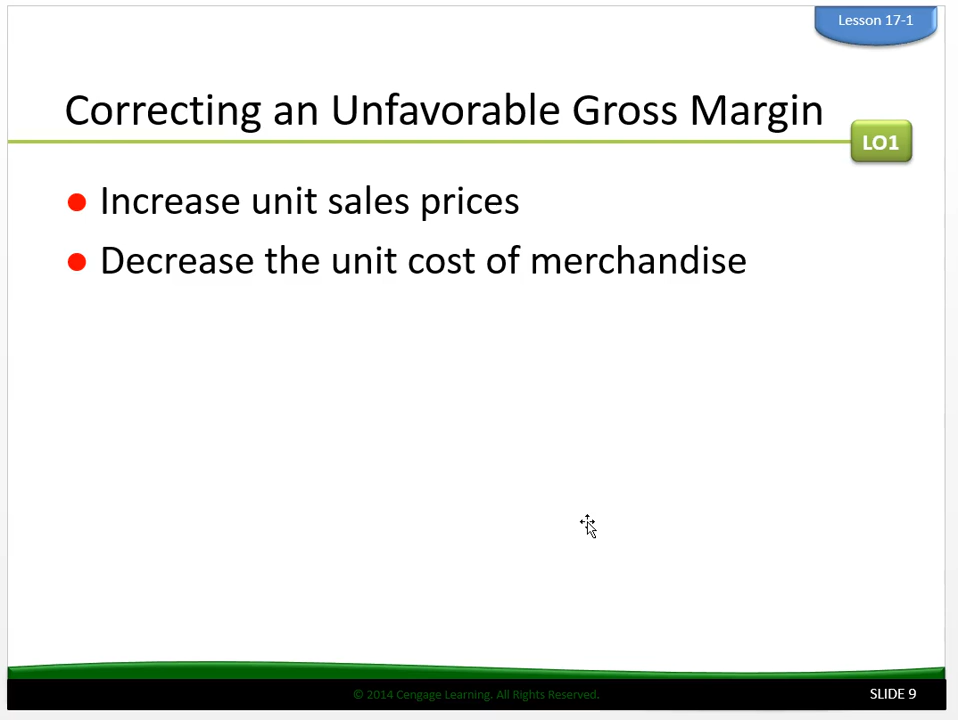 Lesson 17-1
Correcting an Unfavorable Gross Margin
LO1
Increase unit sales prices
Decrease the unit cost of merchandise
© 2014 Cengage Learning. All Rights Reserved.
SLIDE 9